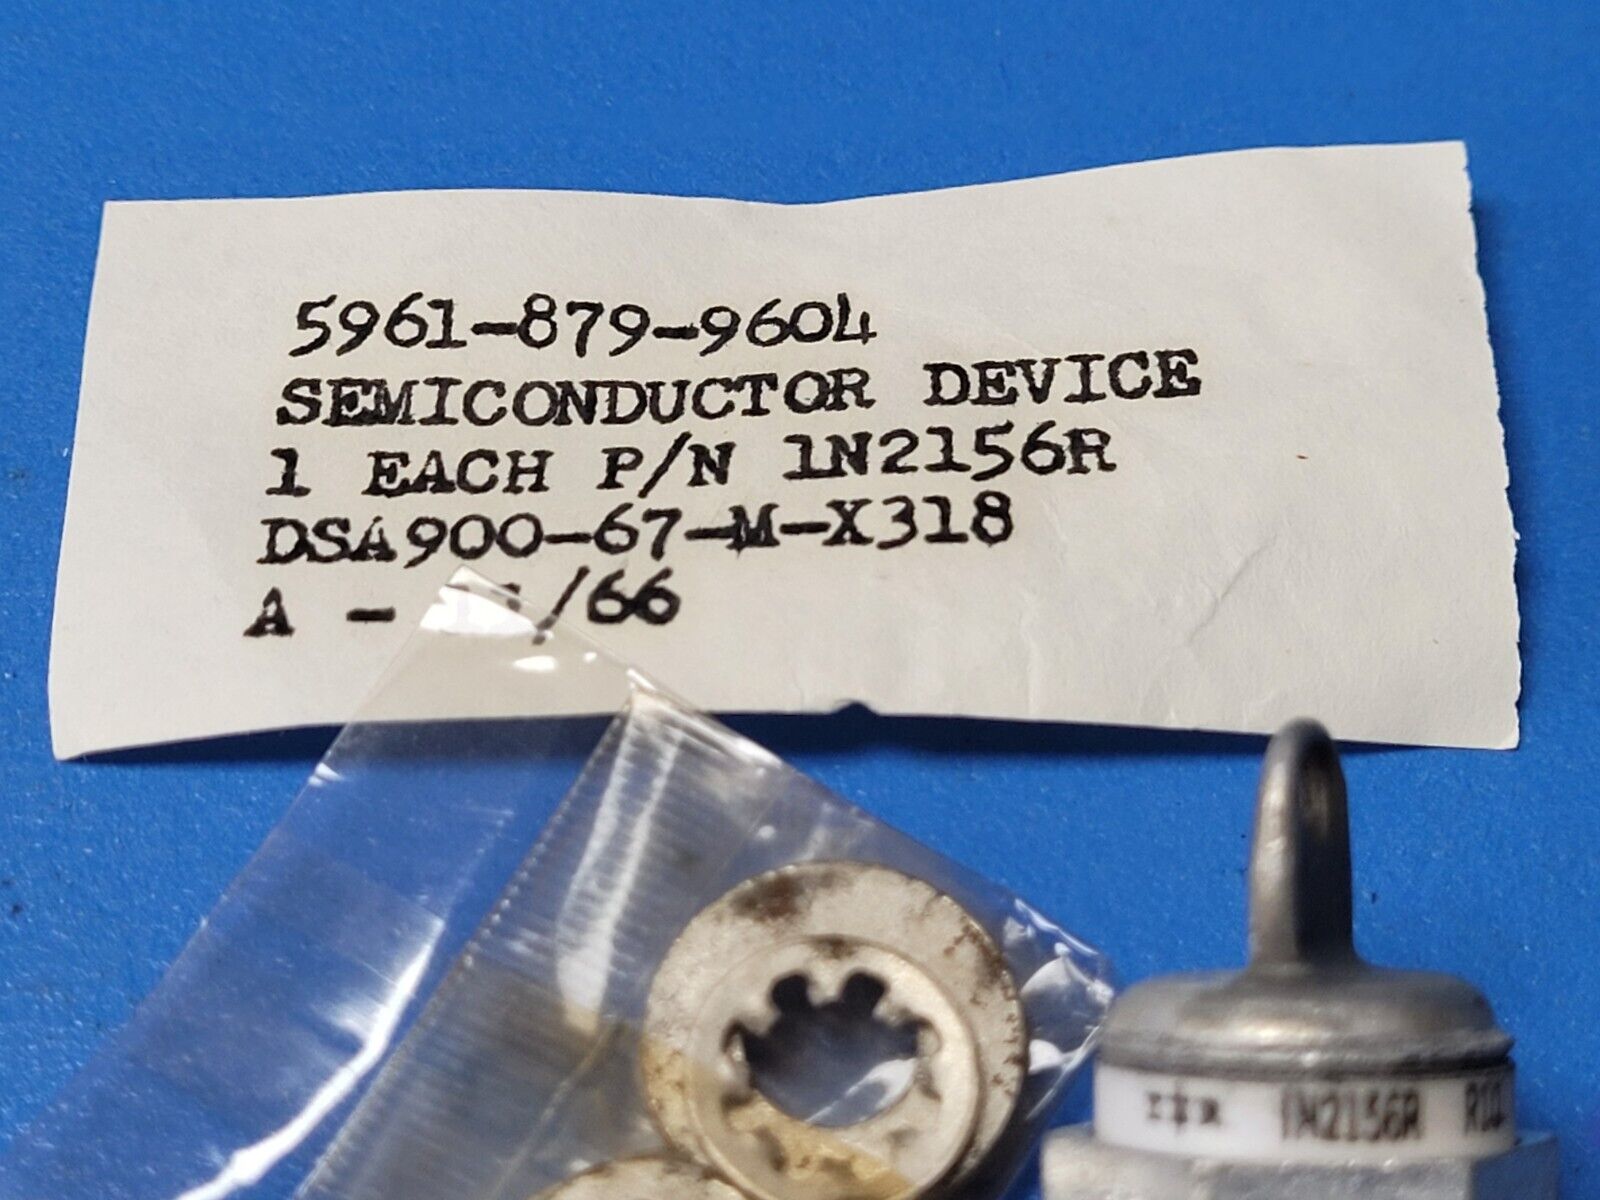 5961-879-9604
SEMICONDUCTOR DEVICE
1 EACH P/N 1N2156R
DSA900-67-M-X318
A - /66
1N2156R